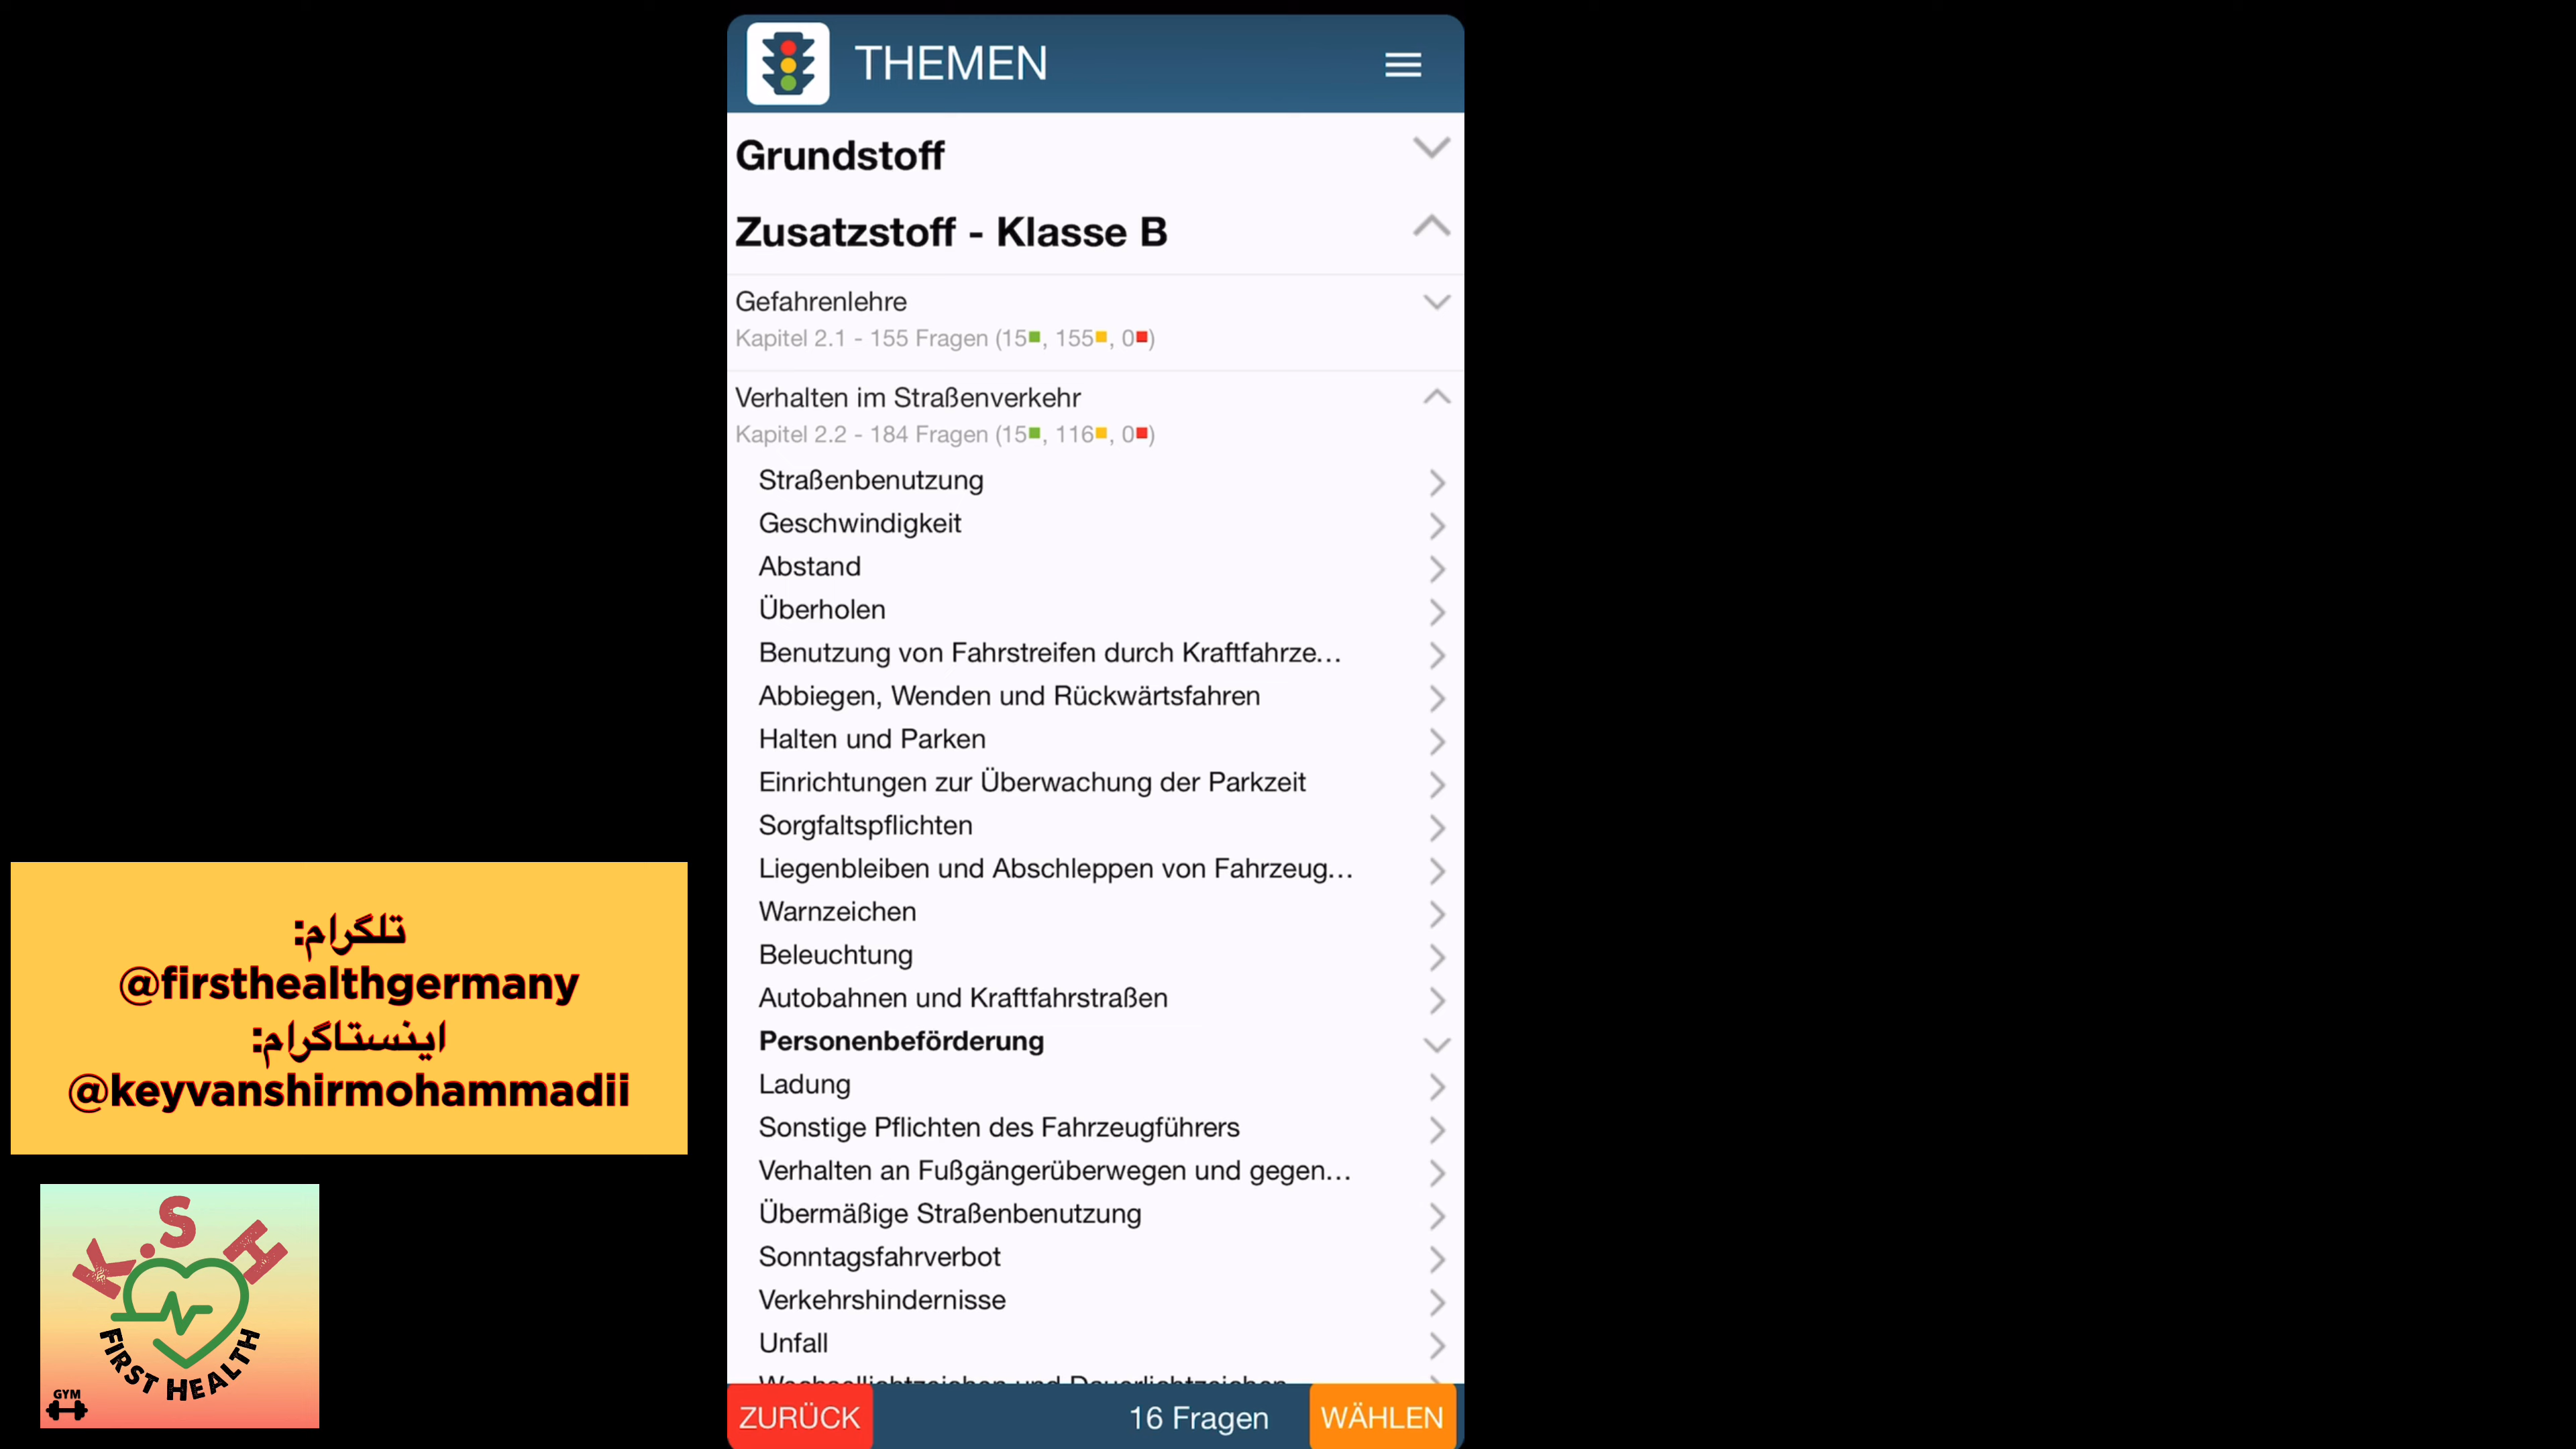 THEMEN
Grundstoff
Zusatzstoff - Klasse B
Gefahrenlehre
Kapitel 2.1 - 155 Fragen (15, 155, 0)
Verhalten im Straßenverkehr
Kapitel 2.2 - 184 Fragen (15, 116, 0)
Straßenbenutzung
Geschwindigkeit
Abstand
Überholen
Benutzung von Fahrstreifen durch Kraftfahrze...
Abbiegen, Wenden und Rückwärtsfahren
Halten und Parken
Einrichtungen zur Überwachung der Parkzeit
Sorgfaltspflichten
Liegenbleiben und Abschleppen von Fahrzeug...
Warnzeichen
Beleuchtung
Autobahnen und Kraftfahrstraßen
Personenbeförderung
Ladung
Sonstige Pflichten des Fahrzeugführers
Verhalten an Fußgängerüberwegen und gegen...
Übermäßige Straßenbenutzung
Sonntagsfahrverbot
Verkehrshindernisse
Unfall
Wechsellichtzeichen und Dauerlichtzeichen
ZURÜCK
16 Fragen
WÄHLEN
تلگرام:
@firsthealthgermany
اینستاگرام:
@keyvanshirmohammadii
K.SH
FIRST HEALTH
GYM